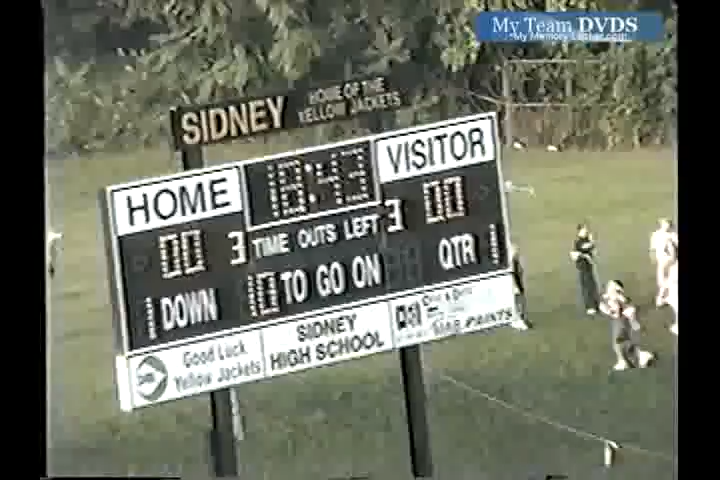 My Team DVDS
SIDNEY
HOME OF THE
YELLOW JACKETS
HOME
18:43
VISITOR
00
3
TIME OUTS LEFT
3
00
1 DOWN
10 TO GO ON
QTR 1
Good Luck
Yellow Jackets
SIDNEY
HIGH SCHOOL
PAINTS